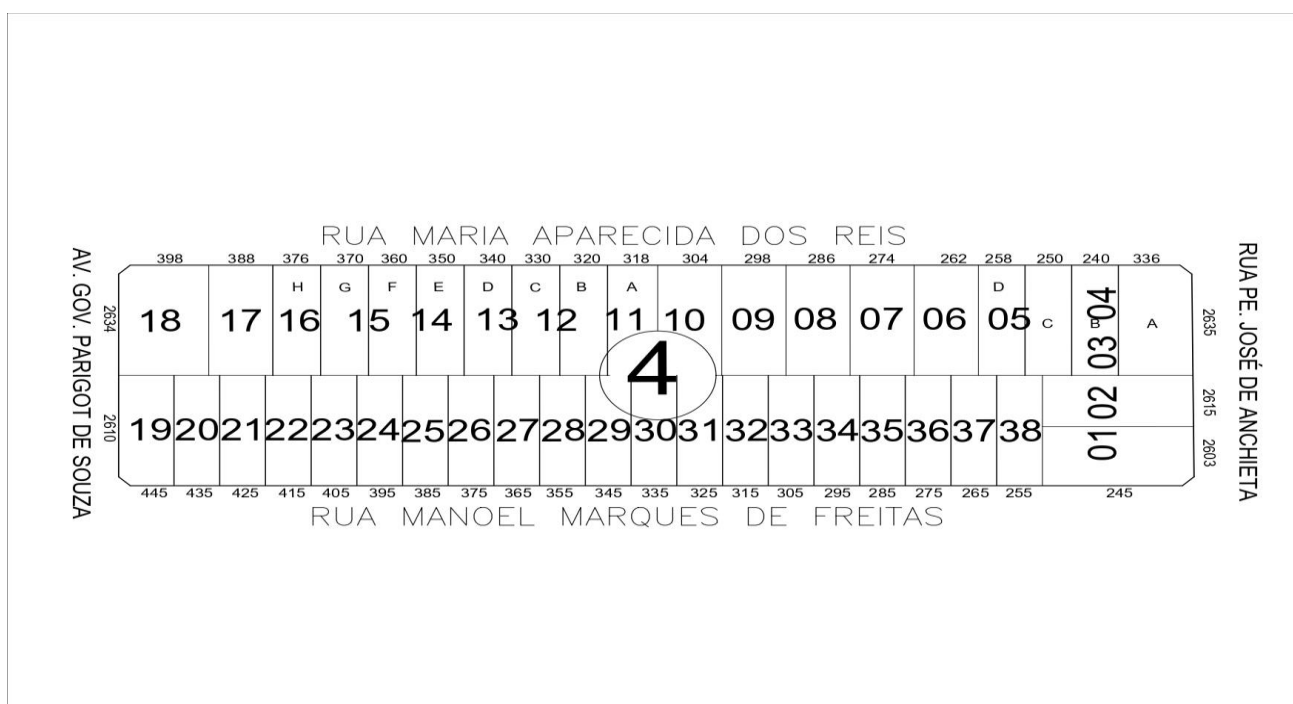 RUA MARIA APARECIDA DOS REIS
398 388 376 370 360 350 340 330 320 318 304 298 286 274 262 258 250 240 336
H G F E D C B A D C B A
18 17 16 15 14 13 12 11 10 09 08 07 06 05 03 04
4
19 20 21 22 23 24 25 26 27 28 29 30 31 32 33 34 35 36 37 38 01 02
445 435 425 415 405 395 385 375 365 355 345 335 325 315 305 295 285 275 265 255 245
RUA MANOEL MARQUES DE FREITAS
AV. GOV. PARIGOT DE SOUZA
2634
2610
RUA PE. JOSÉ DE ANCHIETA
2635
2615
2603